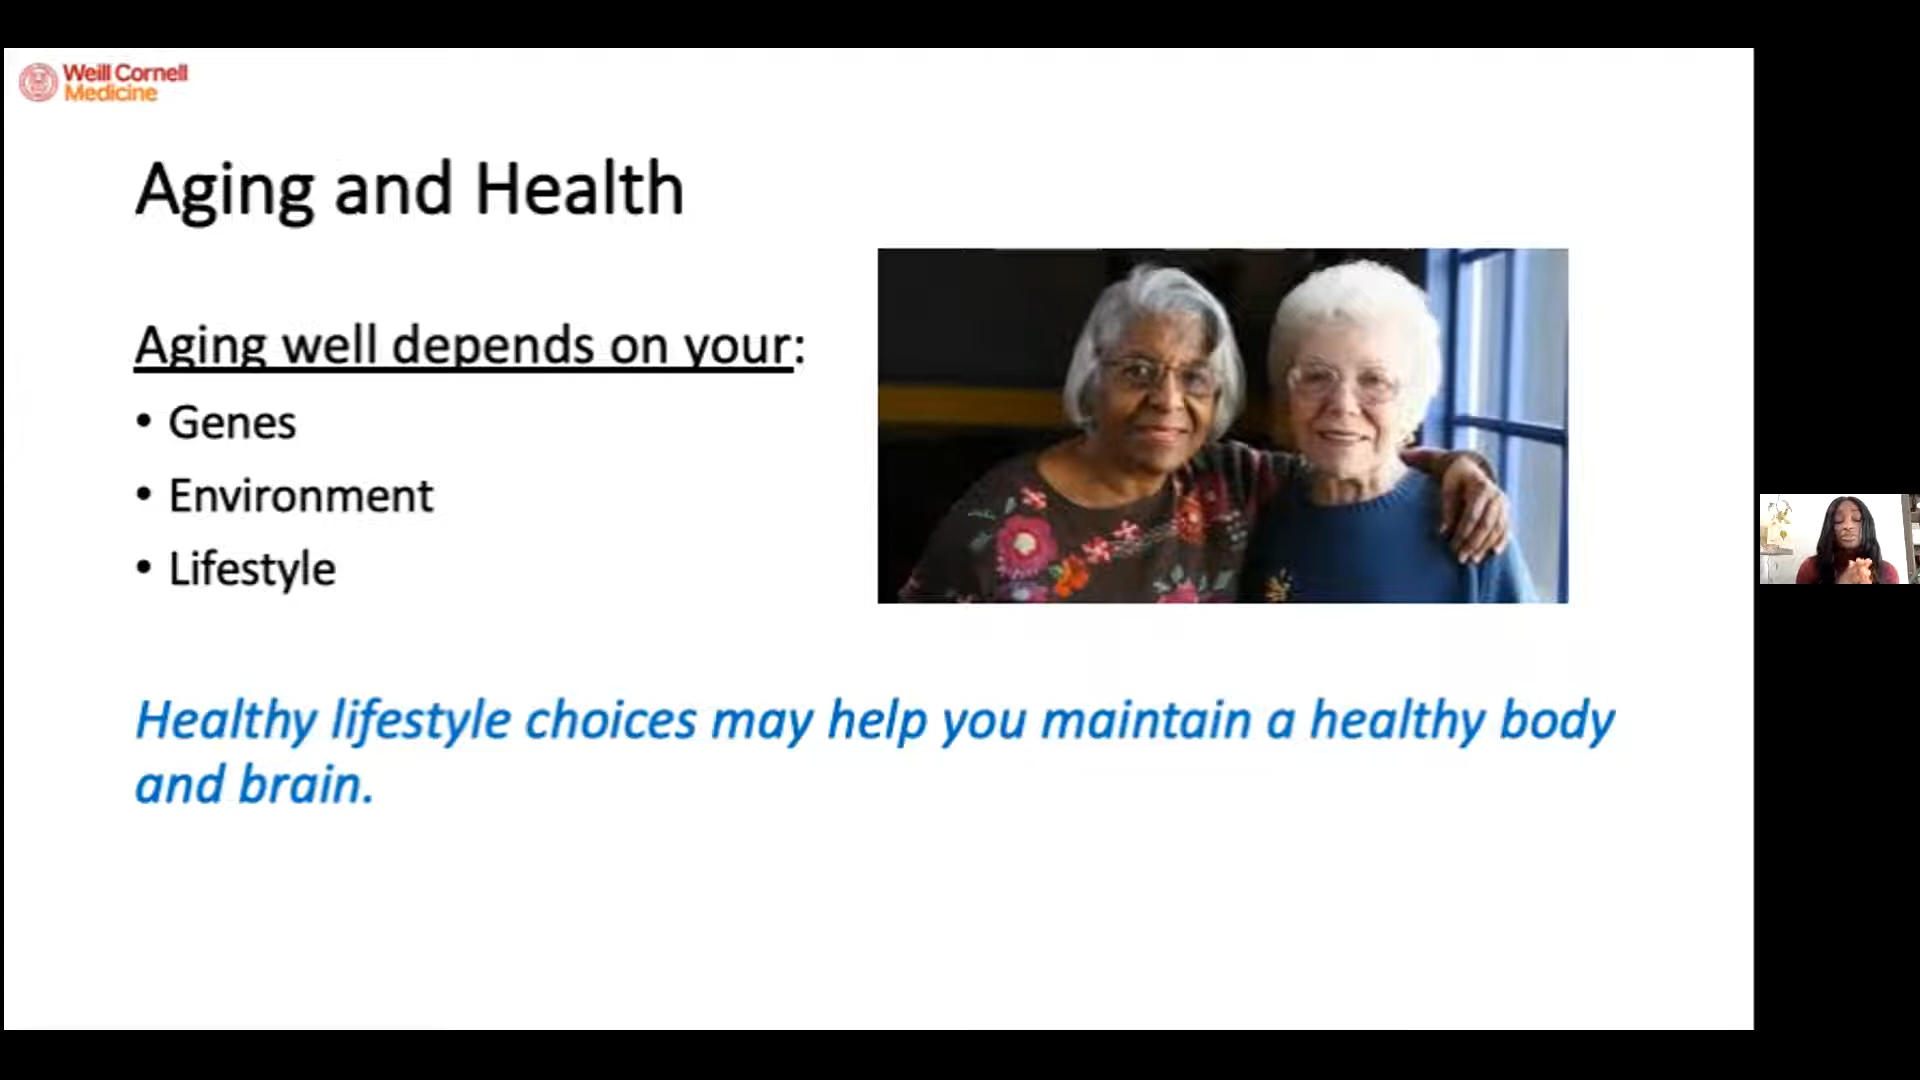 Weill Cornell
Medicine
Aging and Health
Aging well depends on your:
• Genes
• Environment
• Lifestyle
Healthy lifestyle choices may help you maintain a healthy body
and brain.